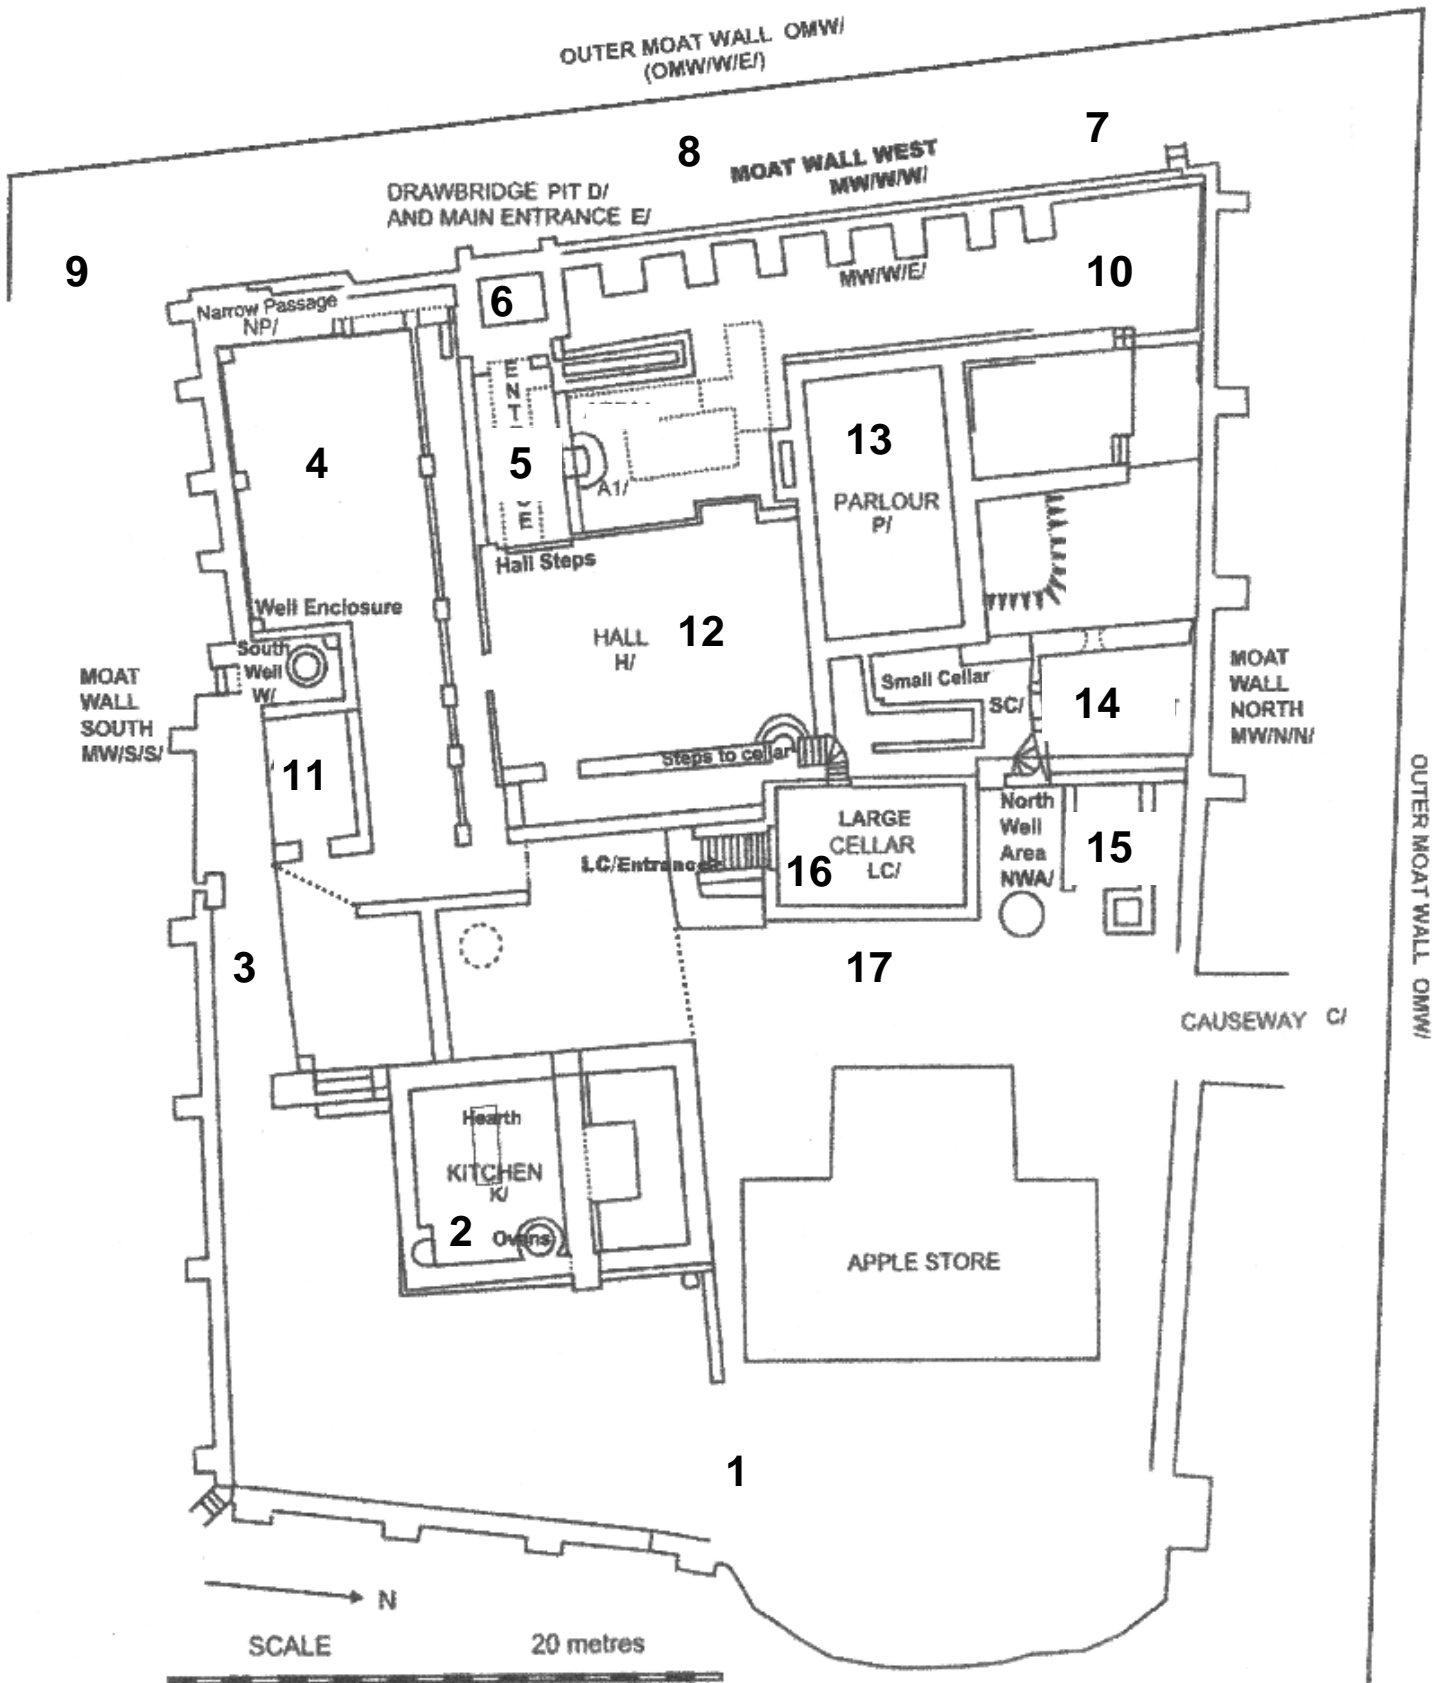 OUTER MOAT WALL OMW/
(OMW/W/E/)
7
8
MOAT WALL WEST
MW/W/W/
DRAWBRIDGE PIT D/
AND MAIN ENTRANCE E/
9
10
MW/W/E/
6
Narrow Passage
NP/
E
N
T
13
4
5
A1/
PARLOUR
P/
E
Hall Steps
Well Enclosure
12
HALL
H/
South
Well
W/
MOAT
WALL
SOUTH
MW/S/S/
Small Cellar
SC/
14
MOAT
WALL
NORTH
MW/N/N/
Steps to cellar
11
North
Well
Area
NWA/
LARGE
CELLAR
LC/
15
LC/Entrance
16
OUTER MOAT WALL OMW/
3
17
CAUSEWAY C/
Hearth
KITCHEN
K/
2
Ovens
APPLE STORE
1
N
SCALE
20 metres